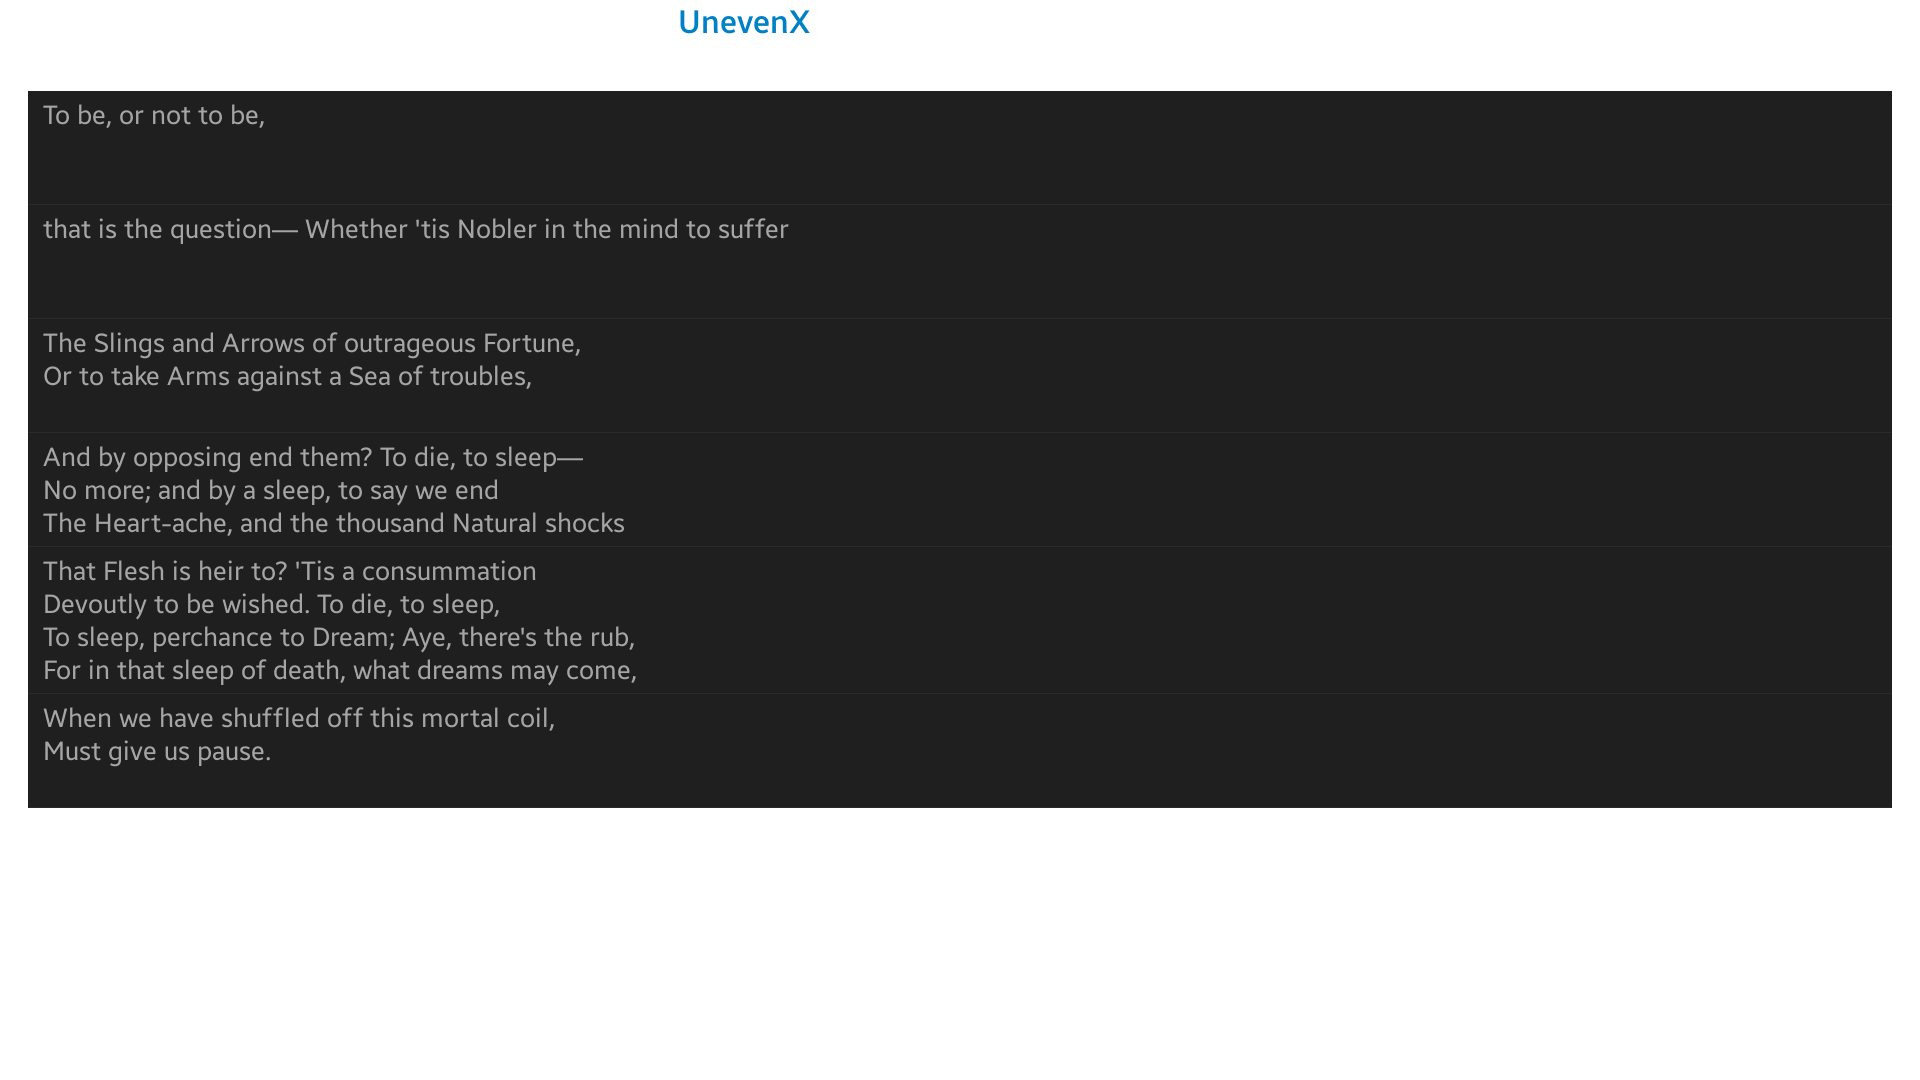 UnevenX
To be, or not to be,
that is the question— Whether 'tis Nobler in the mind to suffer
The Slings and Arrows of outrageous Fortune,
Or to take Arms against a Sea of troubles,
And by opposing end them? To die, to sleep—
No more; and by a sleep, to say we end
The Heart-ache, and the thousand Natural shocks
That Flesh is heir to? 'Tis a consummation
Devoutly to be wished. To die, to sleep,
To sleep, perchance to Dream; Aye, there's the rub,
For in that sleep of death, what dreams may come,
When we have shuffled off this mortal coil,
Must give us pause.